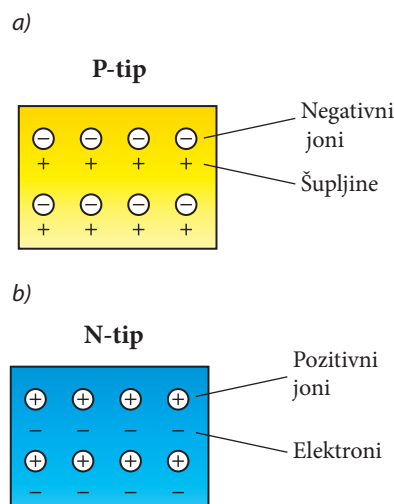 a)
P-tip
Negativni
joni
− − − −
+ + + +
Šupljine
− − − −
+ + + +
b)
N-tip
Pozitivni
joni
+ + + +
− − − −
Elektroni
+ + + +
− − − −